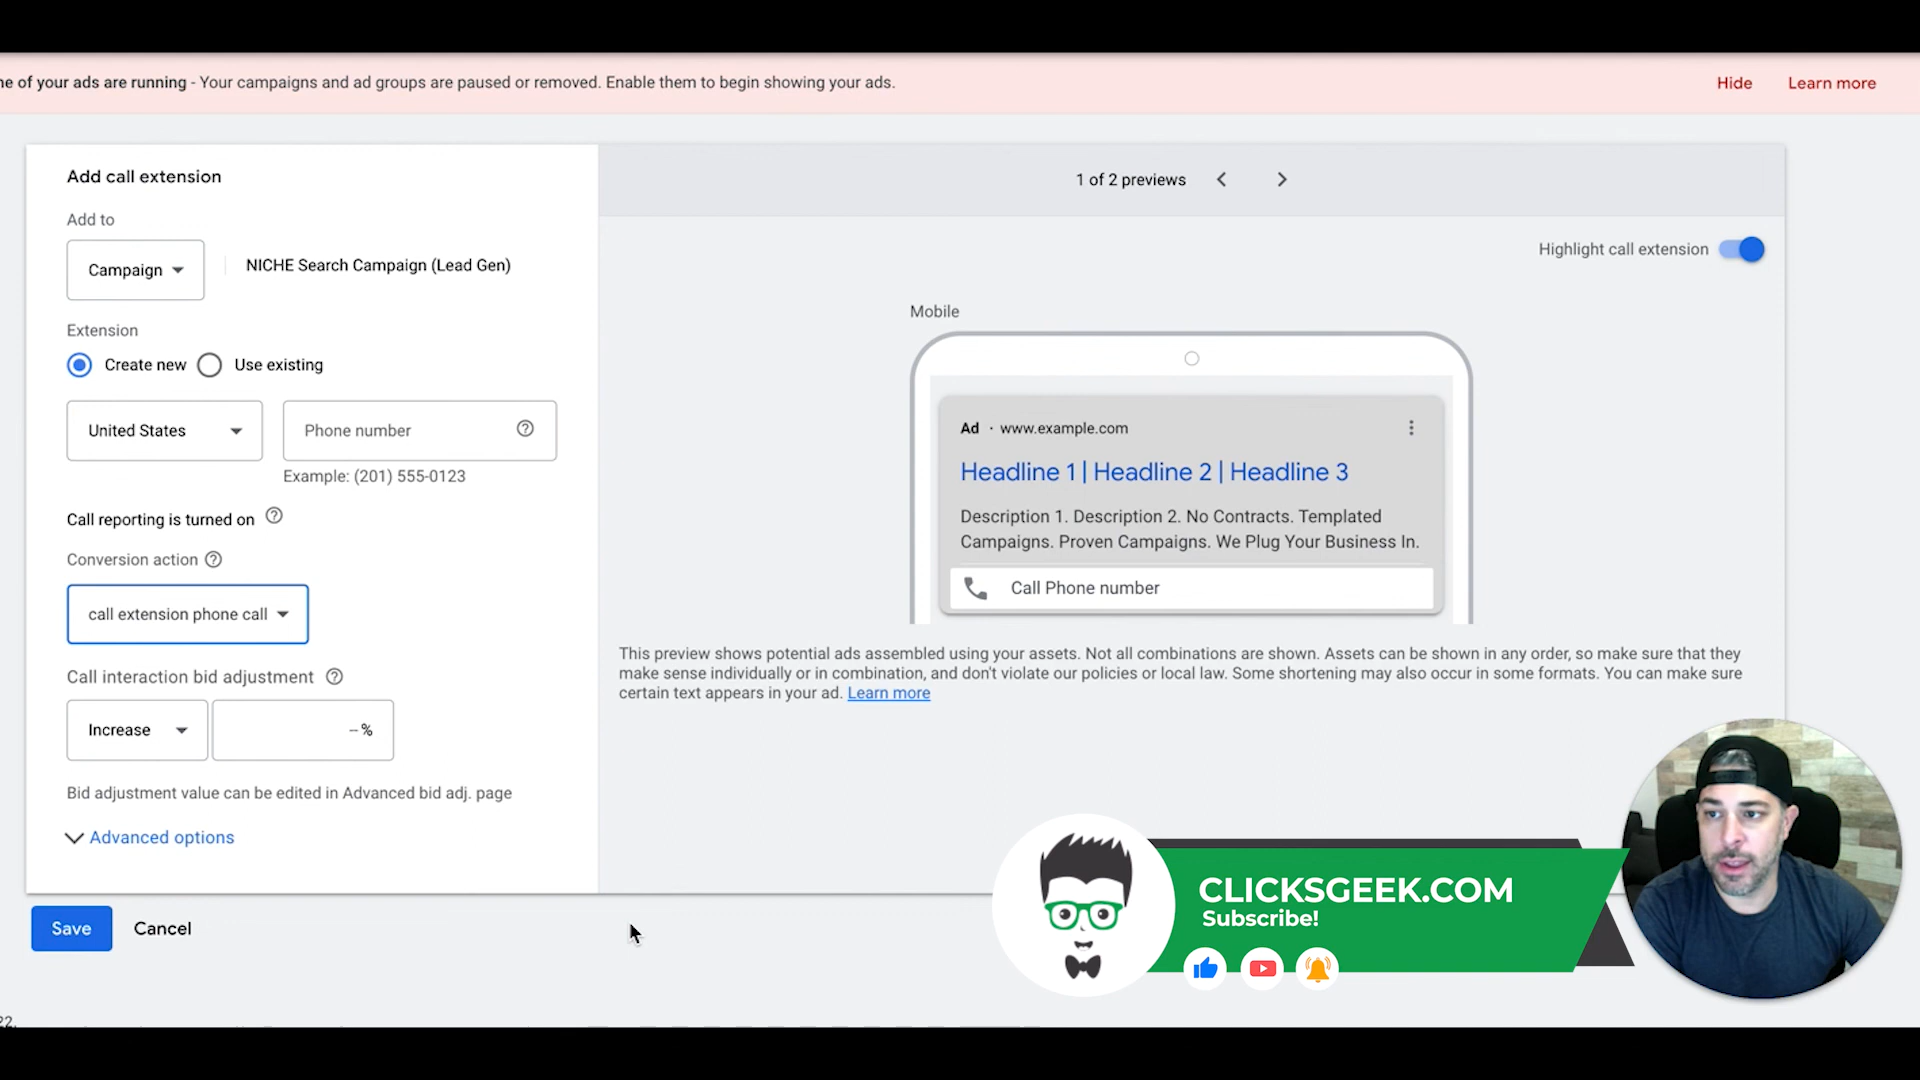 ne of your ads are running - Your campaigns and ad groups are paused or removed. Enable them to begin showing your ads.
Hide
Learn more
Add call extension
Add to
Campaign
NICHE Search Campaign (Lead Gen)
Extension
Create new
Use existing
United States
Phone number
Example: (201) 555-0123
Call reporting is turned on
Conversion action
call extension phone call
Call interaction bid adjustment
Increase
– %
Bid adjustment value can be edited in Advanced bid adj. page
Advanced options
Save
Cancel
1 of 2 previews
Highlight call extension
Mobile
Ad · www.example.com
Headline 1 | Headline 2 | Headline 3
Description 1. Description 2. No Contracts. Templated
Campaigns. Proven Campaigns. We Plug Your Business In.
Call Phone number
This preview shows potential ads assembled using your assets. Not all combinations are shown. Assets can be shown in any order, so make sure that they
make sense individually or in combination, and don't violate our policies or local law. Some shortening may also occur in some formats. You can make sure
certain text appears in your ad. Learn more
CLICKSGEEK.COM
Subscribe!